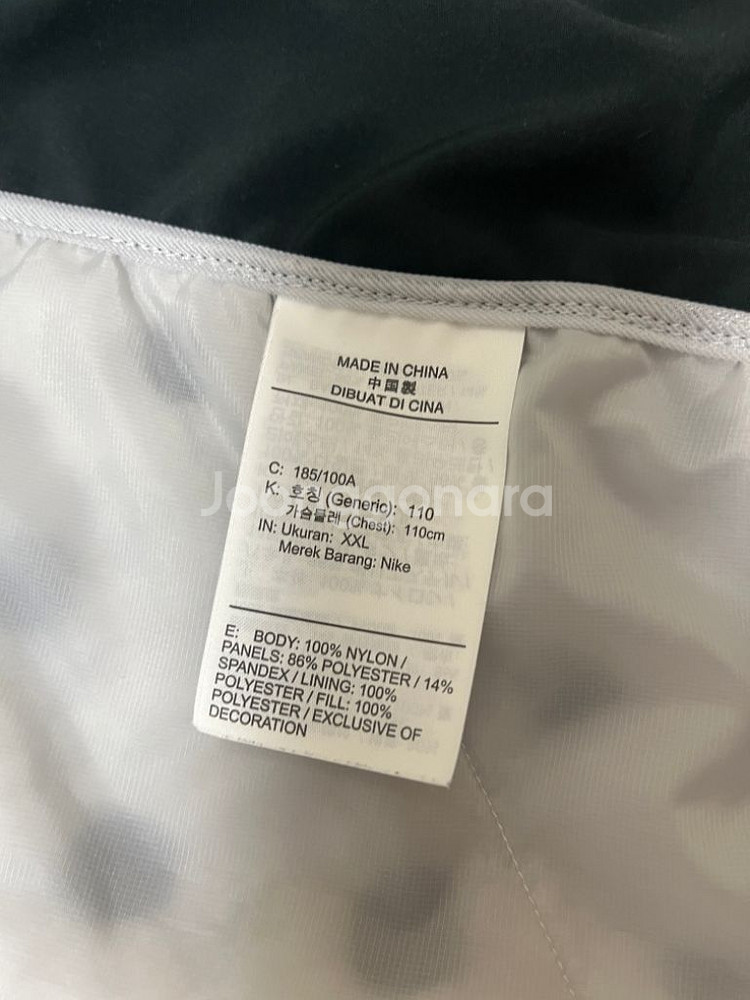 MADE IN CHINA
中国製
DIBUAT DI CINA
C: 185/100A
K: 호칭 (Generic): 110
가슴둘레 (Chest): 110cm
IN: Ukuran: XXL
Merek Barang: Nike
E: BODY: 100% NYLON /
PANELS: 86% POLYESTER / 14%
SPANDEX / LINING: 100%
POLYESTER / FILL: 100%
POLYESTER / EXCLUSIVE OF
DECORATION
Joonggonara